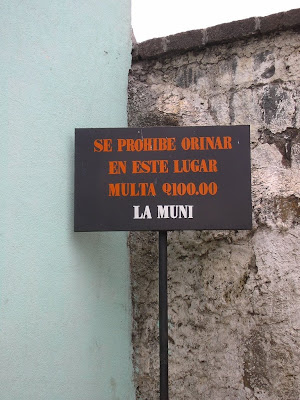 SE PROHIBE ORINAR
EN ESTE LUGAR
MULTA Q100.00
LA MUNI